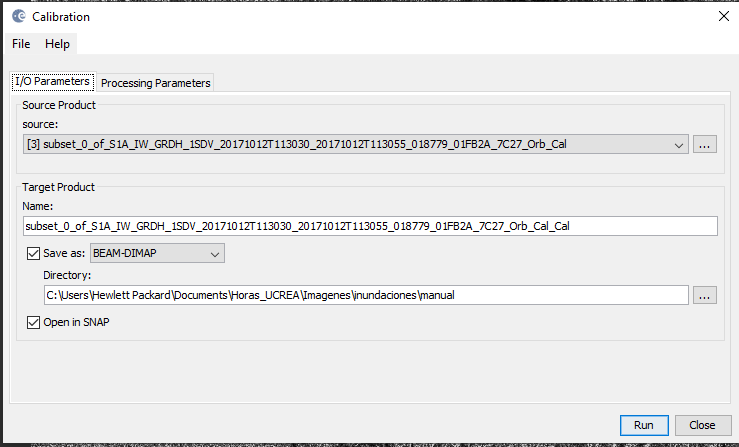 Calibration
File Help
I/O Parameters Processing Parameters
Source Product
source:
[3] subset_0_of_S1A_IW_GRDH_1SDV_20171012T113030_20171012T113055_018779_01FB2A_7C27_Orb_Cal
...
Target Product
Name:
subset_0_of_S1A_IW_GRDH_1SDV_20171012T113030_20171012T113055_018779_01FB2A_7C27_Orb_Cal_Cal
Save as: BEAM-DIMAP
Directory:
C:\Users\Hewlett Packard\Documents\Horas_UCREA\Imagenes\inundaciones\manual
...
Open in SNAP
Run Close